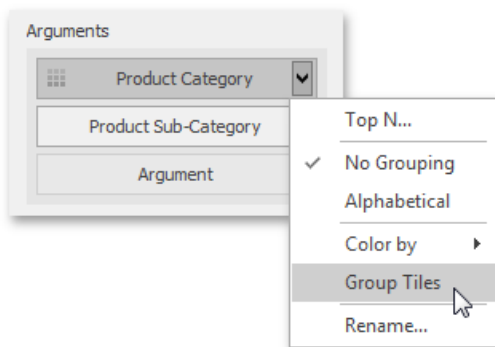 Arguments
Product Category
Product Sub-Category
Argument
Top N...
No Grouping
Alphabetical
Color by
Group Tiles
Rename...